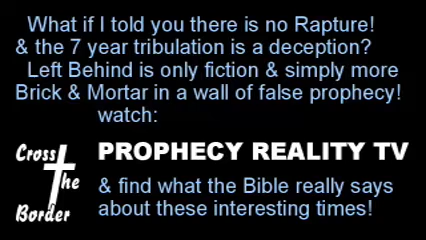 What if I told you there is no Rapture!
& the 7 year tribulation is a deception?
Left Behind is only fiction & simply more
Brick & Mortar in a wall of false prophecy!
watch:
PROPHECY REALITY TV
Cross
the
Border
& find what the Bible really says
about these interesting times!